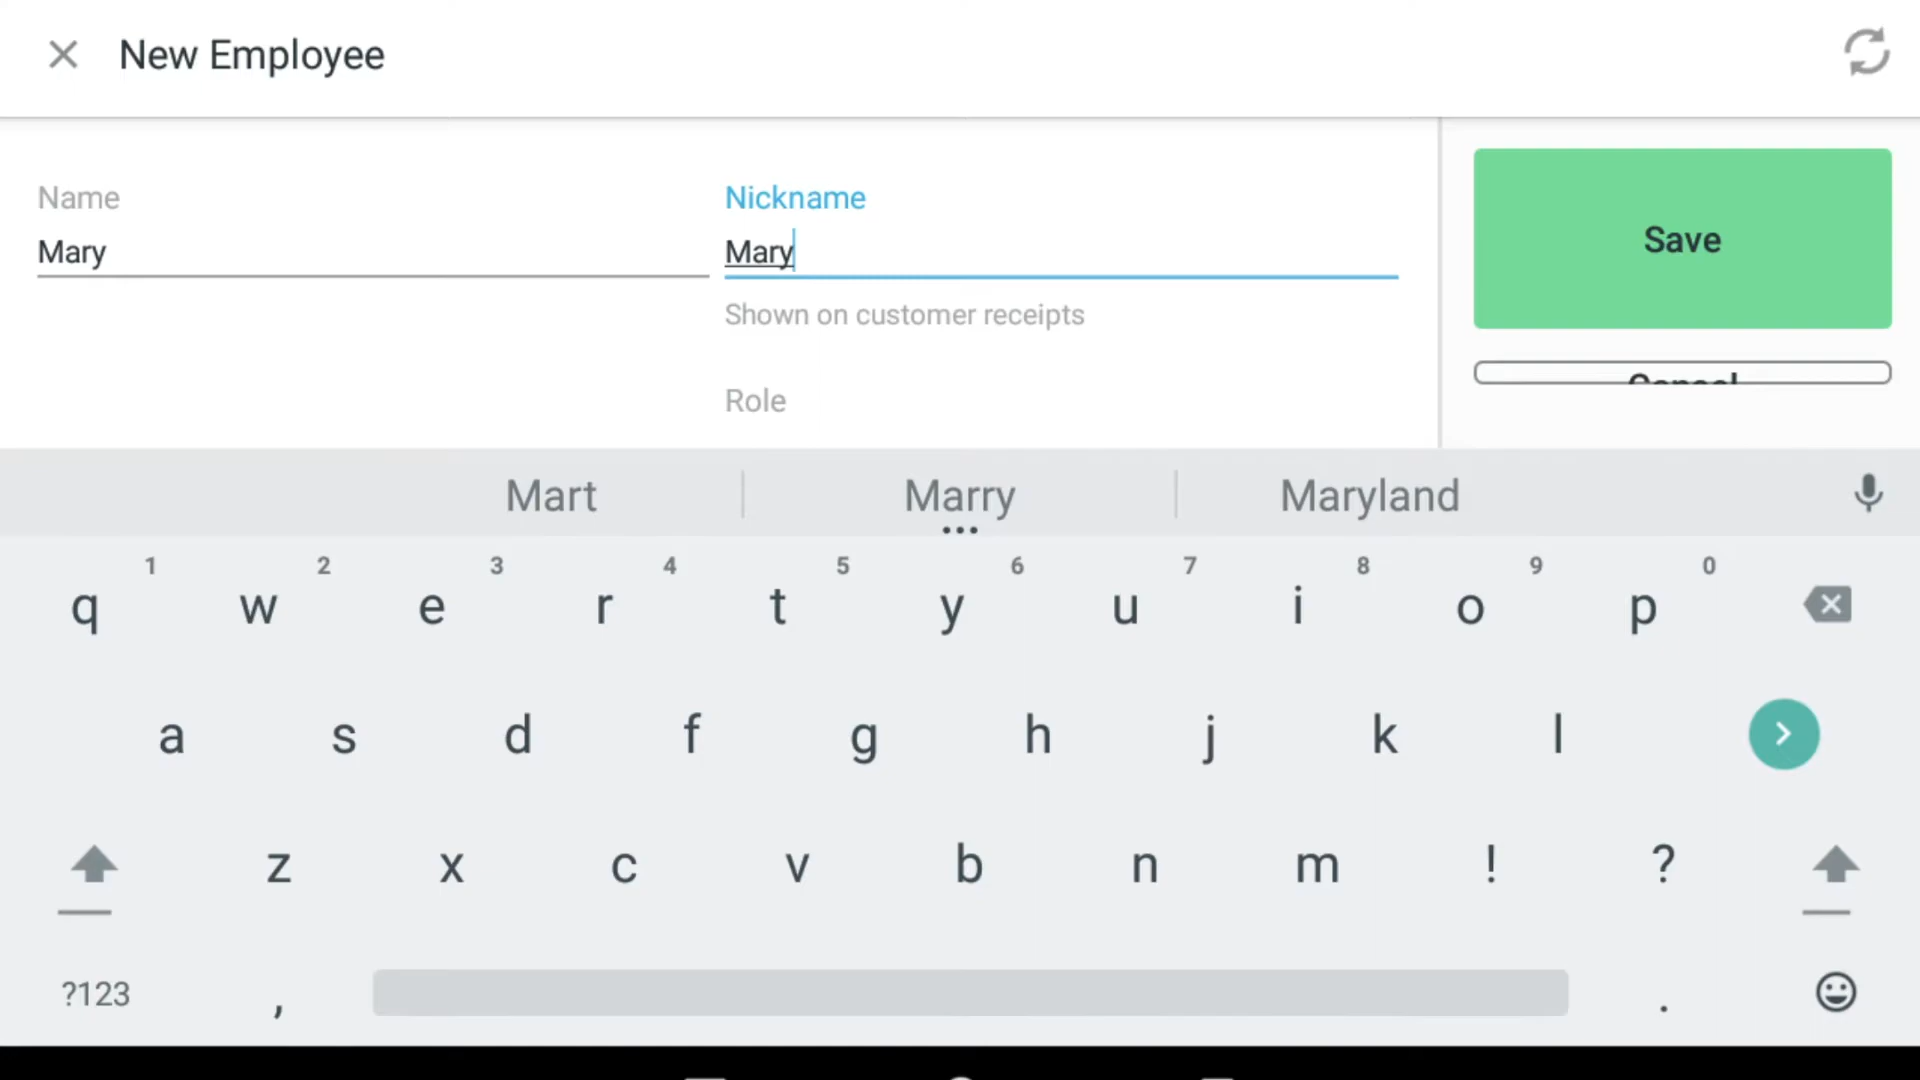 New Employee
Name
Nickname
Mary
Mary
Save
Shown on customer receipts
Cancel
Role
Mart
Marry
Maryland
1 2 3 4 5 6 7 8 9 0
q w e r t y u i o p
a s d f g h j k l
z x c v b n m ! ?
?123 , .